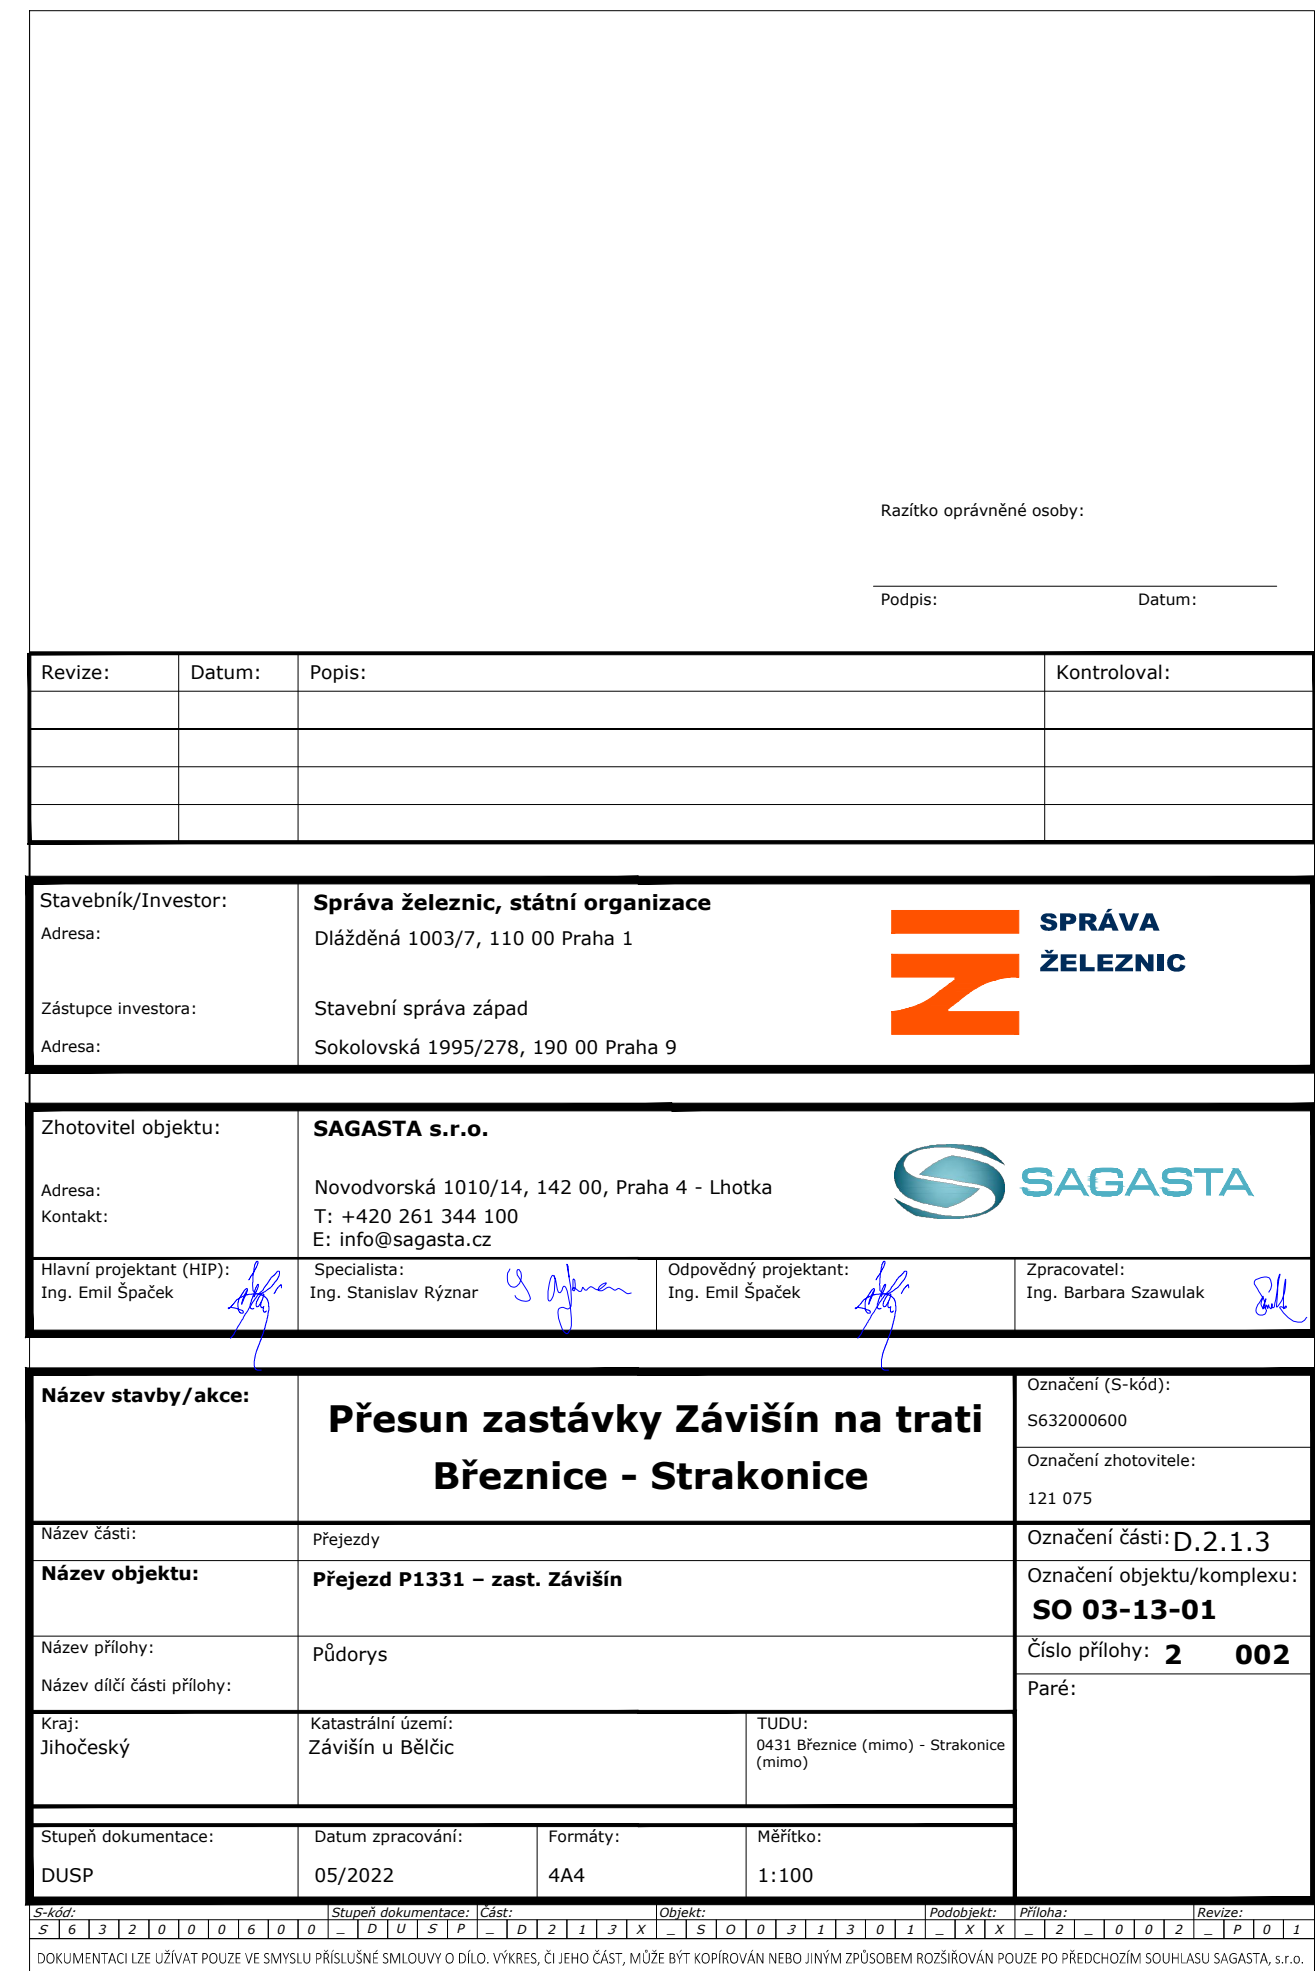 Razítko oprávněné osoby:
Podpis: Datum:
Revize: Datum: Popis: Kontroloval:
Stavebník/Investor: Správa železnic, státní organizace
Adresa: Dlážděná 1003/7, 110 00 Praha 1
SPRÁVA
ŽELEZNIC
Zástupce investora: Stavební správa západ
Adresa: Sokolovská 1995/278, 190 00 Praha 9
Zhotovitel objektu: SAGASTA s.r.o.
SAGASTA
Adresa: Novodvorská 1010/14, 142 00, Praha 4 - Lhotka
Kontakt: T: +420 261 344 100
E: info@sagasta.cz
Hlavní projektant (HIP): Specialista: Odpovědný projektant: Zpracovatel:
Ing. Emil Špaček Ing. Stanislav Rýznar Ing. Emil Špaček Ing. Barbara Szawulak
Název stavby/akce: Přesun zastávky Závišín na trati
Březnice - Strakonice
Označení (S-kód):
S632000600
Označení zhotovitele:
121 075
Název části: Přejezdy Označení části: D.2.1.3
Název objektu: Přejezd P1331 – zast. Závišín Označení objektu/komplexu:
SO 03-13-01
Název přílohy: Půdorys Číslo přílohy: 2 002
Název dílčí části přílohy: Paré:
Kraj: Katastrální území: TUDU:
Jihočeský Závišín u Bělčic 0431 Březnice (mimo) - Strakonice
(mimo)
Stupeň dokumentace: Datum zpracování: Formáty: Měřítko:
DUSP 05/2022 4A4 1:100
S-kód: Stupeň dokumentace: Část: Objekt: Podobjekt: Příloha: Revize:
S 6 3 2 0 0 0 6 0 0 _ D U S P _ D 2 1 3 X _ S O 0 3 1 3 0 1 _ X X _ 2 _ 0 0 2 _ P 0 1
DOKUMENTACI LZE UŽÍVAT POUZE VE SMYSLU PŘÍSLUŠNÉ SMLOUVY O DÍLO. VÝKRES, ČI JEHO ČÁST, MŮŽE BÝT KOPÍROVÁN NEBO JINÝM ZPŮSOBEM ROZŠIŘOVÁN POUZE PO PŘEDCHOZÍM SOUHLASU SAGASTA, s.r.o.